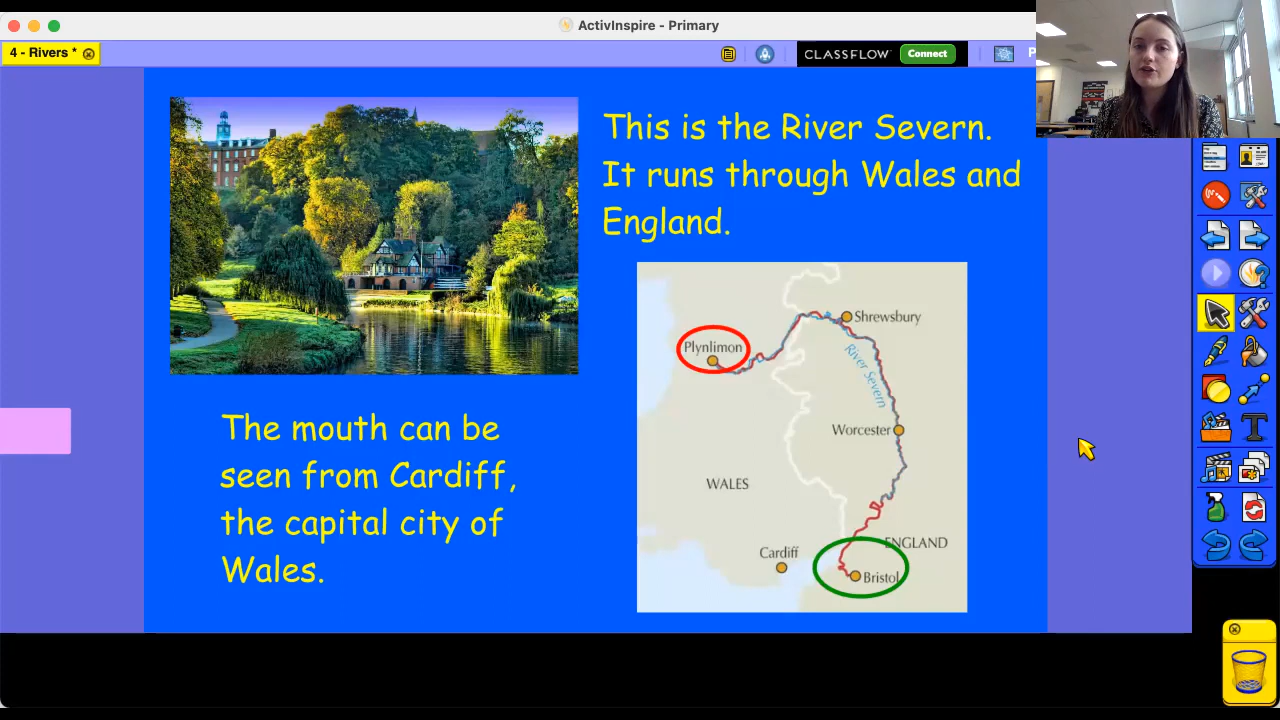 ActivInspire - Primary
4 - Rivers *
CLASSFLOW
Connect
This is the River Severn.
It runs through Wales and
England.
Shrewsbury
Plynlimon
River Severn
Worcester
WALES
ENGLAND
Cardiff
Bristol
The mouth can be
seen from Cardiff,
the capital city of
Wales.